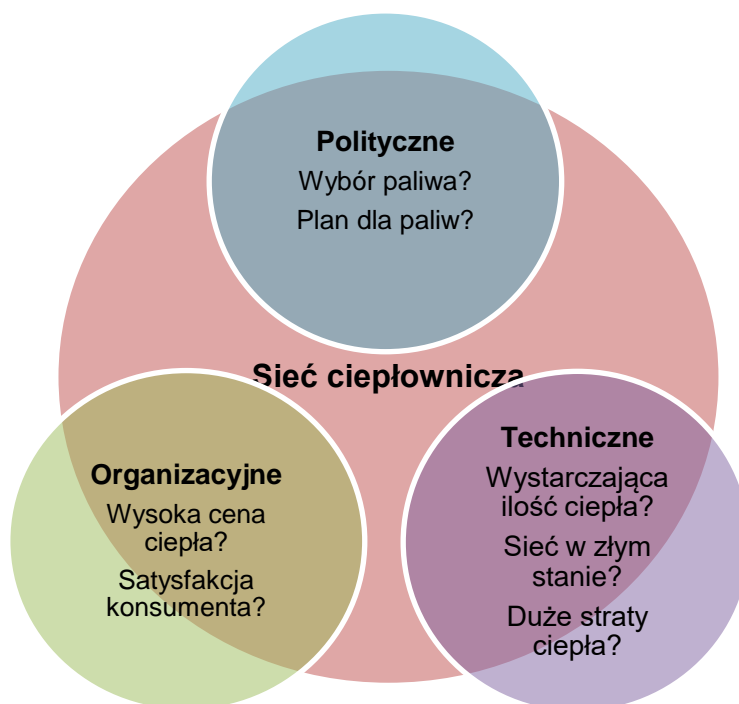 Polityczne
Wybór paliwa?
Plan dla paliw?
Sieć ciepłownicza
Organizacyjne
Wysoka cena
ciepła?
Satysfakcja
konsumenta?
Techniczne
Wystarczająca
ilość ciepła?
Sieć w złym
stanie?
Duże straty
ciepła?